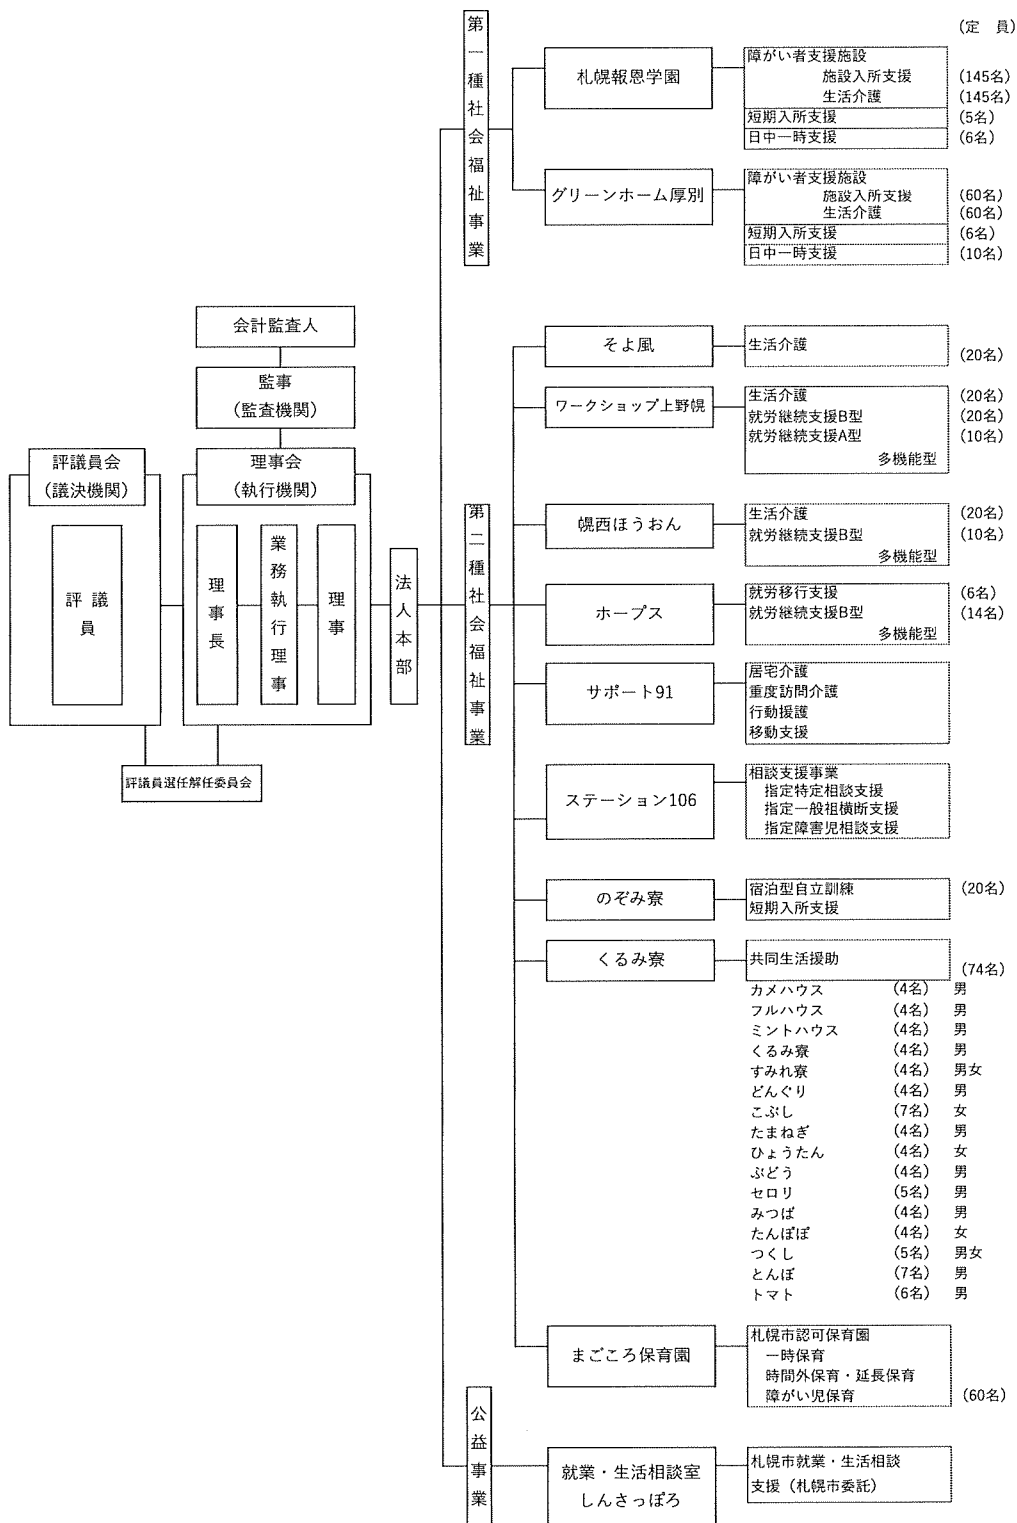 (定　員)
第一種社会福祉事業
札幌報恩学園
障がい者支援施設
施設入所支援 (145名)
生活介護 (145名)
短期入所支援 (5名)
日中一時支援 (6名)
グリーンホーム厚別
障がい者支援施設
施設入所支援 (60名)
生活介護 (60名)
短期入所支援 (6名)
日中一時支援 (10名)
会計監査人
監事
(監査機関)
評議員会
(議決機関)
理事会
(執行機関)
評議員
理事長
業務執行理事
理事
法人本部
評議員選任解任委員会
第二種社会福祉事業
そよ風
生活介護 (20名)
ワークショップ上野幌
生活介護 (20名)
就労継続支援B型 (20名)
就労継続支援A型 (10名)
多機能型
幌西ほうおん
生活介護 (20名)
就労継続支援B型 (10名)
多機能型
ホープス
就労移行支援 (6名)
就労継続支援B型 (14名)
多機能型
サポート91
居宅介護
重度訪問介護
行動援護
移動支援
ステーション106
相談支援事業
指定特定相談支援
指定一般祖横断支援
指定障害児相談支援
のぞみ寮
宿泊型自立訓練 (20名)
短期入所支援
くるみ寮
共同生活援助 (74名)
カメハウス (4名) 男
フルハウス (4名) 男
ミントハウス (4名) 男
くるみ寮 (4名) 男
すみれ寮 (4名) 男女
どんぐり (4名) 男
こぶし (7名) 女
たまねぎ (4名) 男
ひょうたん (4名) 女
ぶどう (4名) 男
セロリ (5名) 男
みつば (4名) 男
たんぽぽ (4名) 女
つくし (5名) 男女
とんぼ (7名) 男
トマト (6名) 男
まごころ保育園
札幌市認可保育園
一時保育
時間外保育・延長保育
障がい児保育 (60名)
公益事業
就業・生活相談室
しんさっぽろ
札幌市就業・生活相談
支援（札幌市委託）